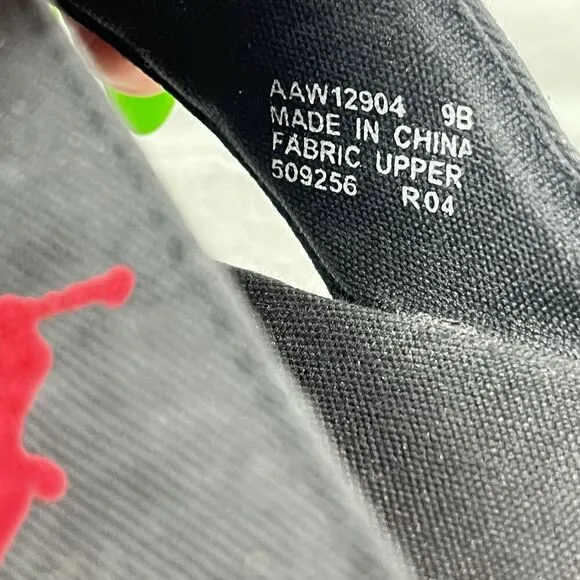 AAW12904 9B
MADE IN CHINA
FABRIC UPPER
509256 R04